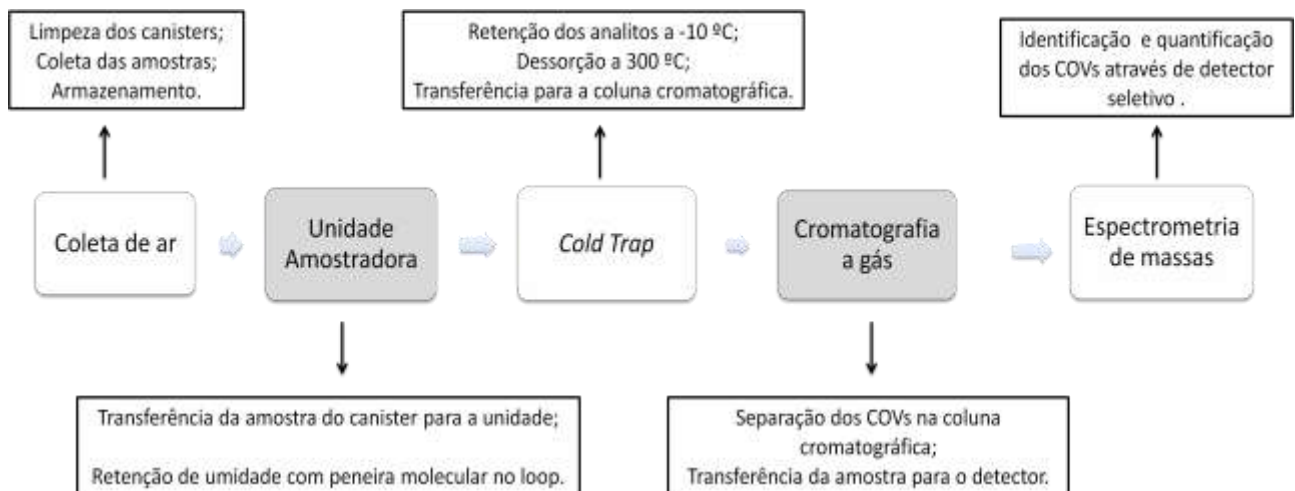 Limpeza dos canisters;
Coleta das amostras;
Armazenamento.
Retenção dos analitos a -10 ºC;
Dessorção a 300 ºC;
Transferência para a coluna cromatográfica.
Identificação e quantificação
dos COVs através de detector
seletivo .
Coleta de ar
Unidade
Amostradora
Cold Trap
Cromatografia
a gás
Espectrometria
de massas
Transferência da amostra do canister para a unidade;
Retenção de umidade com peneira molecular no loop.
Separação dos COVs na coluna
cromatográfica;
Transferência da amostra para o detector.